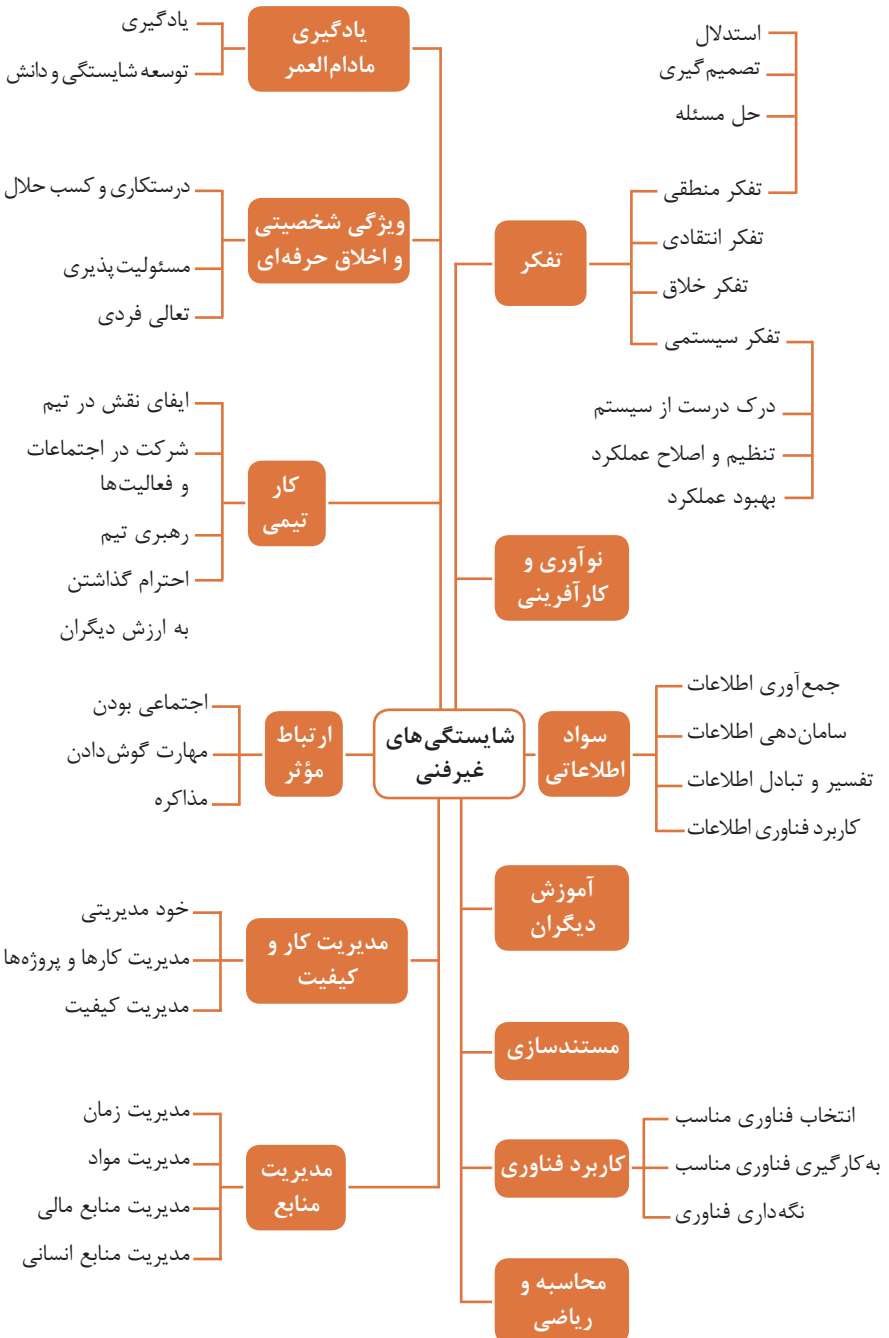 شایستگی‌های
غیرفنی
تفکر
استدلال
تصمیم‌گیری
حل مسئله
تفکر منطقی
تفکر انتقادی
تفکر خلاق
تفکر سیستمی
درک درست از سیستم
تنظیم و اصلاح عملکرد
بهبود عملکرد
نوآوری و
کارآفرینی
سواد
اطلاعاتی
جمع‌آوری اطلاعات
سامان‌دهی اطلاعات
تفسیر و تبادل اطلاعات
کاربرد فناوری اطلاعات
آموزش
دیگران
مستندسازی
کاربرد فناوری
انتخاب فناوری مناسب
به‌کارگیری فناوری مناسب
نگه‌داری فناوری
محاسبه و
ریاضی
یادگیری
مادام‌العمر
یادگیری
توسعه شایستگی و دانش
ویژگی شخصیتی
و اخلاق حرفه‌ای
درستکاری و کسب حلال
مسئولیت‌پذیری
تعالی فردی
کار
تیمی
ایفای نقش در تیم
شرکت در اجتماعات
و فعالیت‌ها
رهبری تیم
احترام گذاشتن
به ارزش دیگران
ارتباط
مؤثر
اجتماعی بودن
مهارت گوش‌دادن
مذاکره
مدیریت کار و
کیفیت
خود مدیریتی
مدیریت کارها و پروژه‌ها
مدیریت کیفیت
مدیریت
منابع
مدیریت زمان
مدیریت مواد
مدیریت منابع مالی
مدیریت منابع انسانی